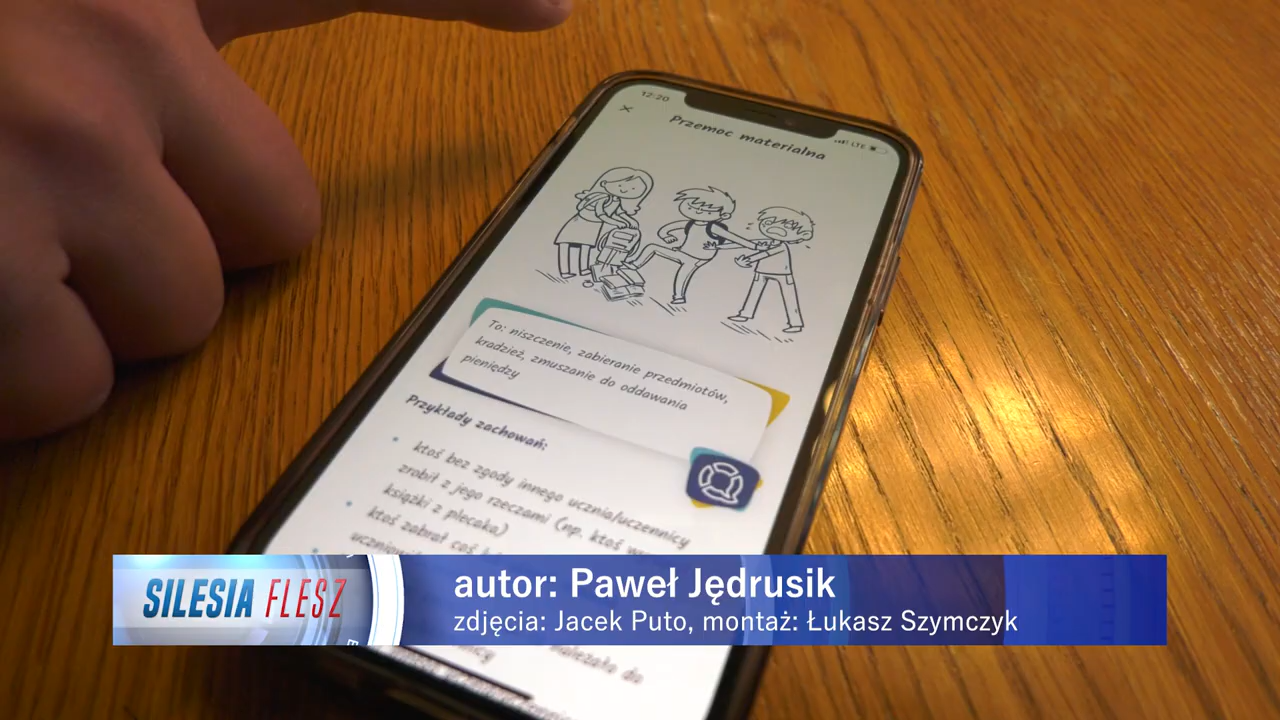 12:20
LTE
Przemoc materialna
To: niszczenie, zabieranie przedmiotów,
kradzież, zmuszanie do oddawania
pieniędzy
Przykłady zachowań:
ktoś bez zgody innego ucznia/uczennicy
zrobił z jego rzeczami (np. ktoś
książki z plecaka)
ktoś zabrał coś
należało do
SILESIA FLESZ
autor: Paweł Jędrusik
zdjęcia: Jacek Puto, montaż: Łukasz Szymczyk